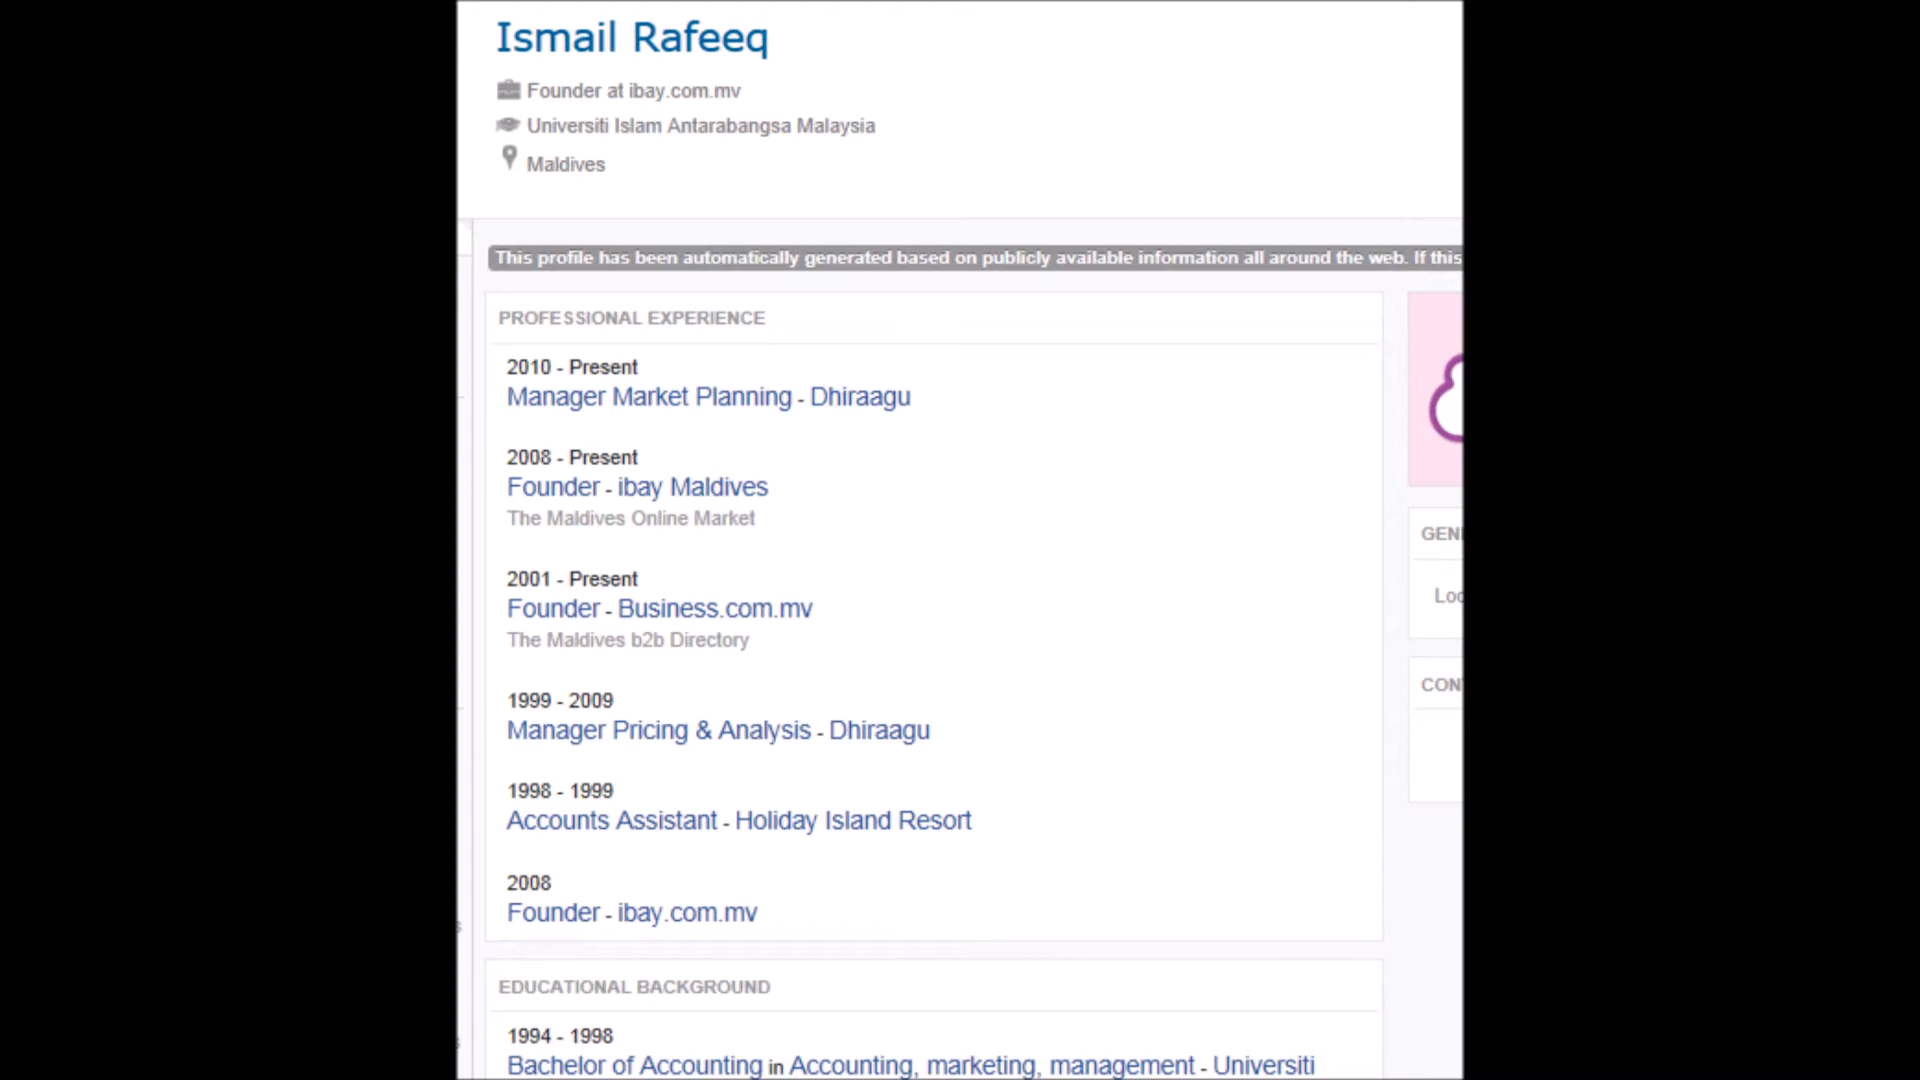 Ismail Rafeeq
Founder at ibay.com.mv
Universiti Islam Antarabangsa Malaysia
Maldives
This profile has been automatically generated based on publicly available information all around the web. If this
PROFESSIONAL EXPERIENCE
2010 - Present
Manager Market Planning - Dhiraagu
2008 - Present
Founder - ibay Maldives
The Maldives Online Market
2001 - Present
Founder - Business.com.mv
The Maldives b2b Directory
1999 - 2009
Manager Pricing & Analysis - Dhiraagu
1998 - 1999
Accounts Assistant - Holiday Island Resort
2008
Founder - ibay.com.mv
EDUCATIONAL BACKGROUND
1994 - 1998
Bachelor of Accounting in Accounting, marketing, management - Universiti